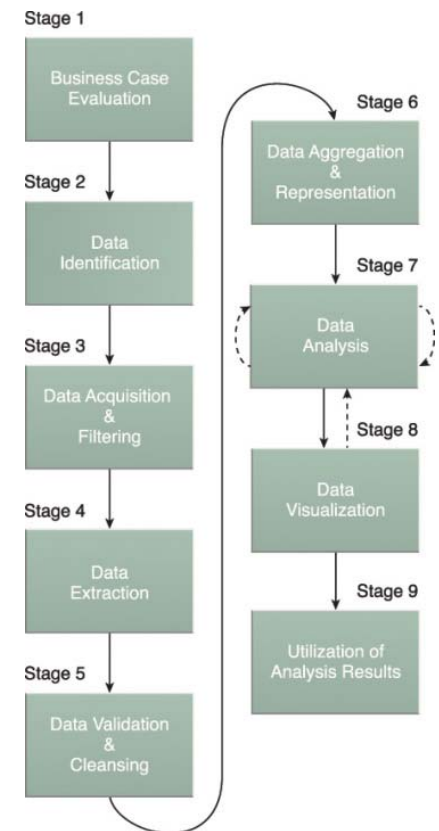 Stage 1
Business Case
Evaluation
Stage 2
Data
Identification
Stage 3
Data Acquisition
&
Filtering
Stage 4
Data
Extraction
Stage 5
Data Validation
&
Cleansing
Stage 6
Data Aggregation
&
Representation
Stage 7
Data
Analysis
Stage 8
Data
Visualization
Stage 9
Utilization of
Analysis Results